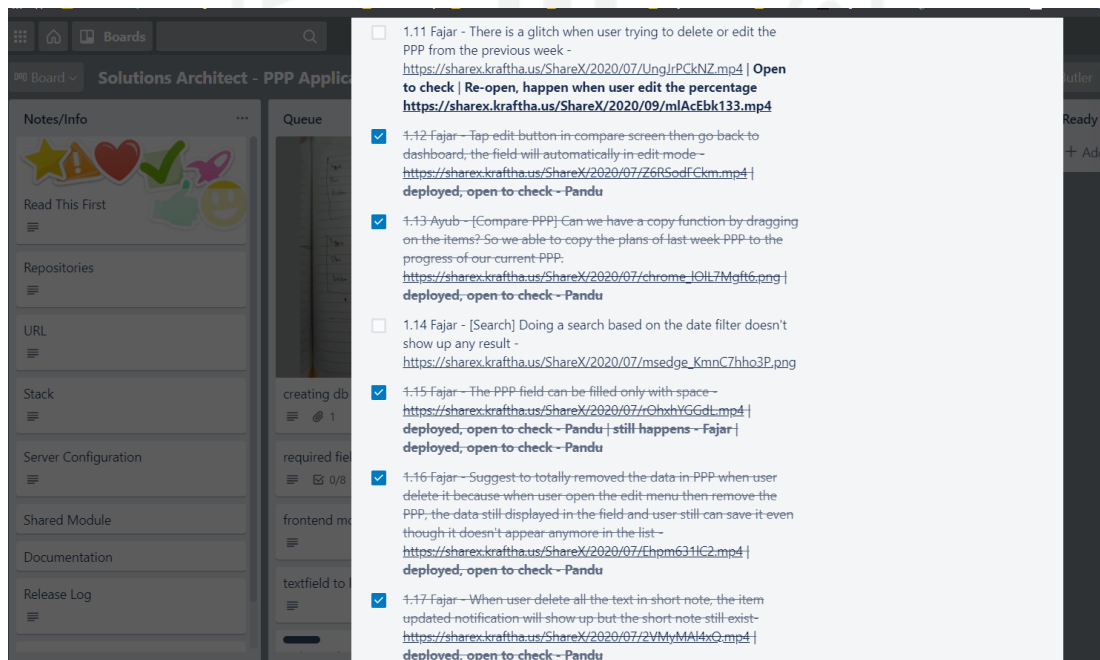 Boards
Board
Solutions Architect - PPP Applica
Butler
Notes/Info
Read This First
Repositories
URL
Stack
Server Configuration
Shared Module
Documentation
Release Log
Queue
creating db
1
required fiel
0/8
frontend mo
textfield to l
1.11 Fajar - There is a glitch when user trying to delete or edit the
PPP from the previous week -
https://sharex.kraftha.us/ShareX/2020/07/UngJrPCkNZ.mp4 | Open
to check | Re-open, happen when user edit the percentage
https://sharex.kraftha.us/ShareX/2020/09/mlAcEbk133.mp4
1.12 Fajar - Tap edit button in compare screen then go back to
dashboard, the field will automatically in edit mode -
https://sharex.kraftha.us/ShareX/2020/07/Z6RSodFCkm.mp4 |
deployed, open to check - Pandu
1.13 Ayub - [Compare PPP] Can we have a copy function by dragging
on the items? So we able to copy the plans of last week PPP to the
progress of our current PPP.
https://sharex.kraftha.us/ShareX/2020/07/chrome_lOlL7Mgft6.png |
deployed, open to check - Pandu
1.14 Fajar - [Search] Doing a search based on the date filter doesn't
show up any result -
https://sharex.kraftha.us/ShareX/2020/07/msedge_KmnC7hho3P.png
1.15 Fajar - The PPP field can be filled only with space -
https://sharex.kraftha.us/ShareX/2020/07/rOhxhYGGdL.mp4 |
deployed, open to check - Pandu | still happens - Fajar |
deployed, open to check - Pandu
1.16 Fajar - Suggest to totally removed the data in PPP when user
delete it because when user open the edit menu then remove the
PPP, the data still displayed in the field and user still can save it even
though it doesn't appear anymore in the list -
https://sharex.kraftha.us/ShareX/2020/07/Ehpm631lC2.mp4 |
deployed, open to check - Pandu
1.17 Fajar - When user delete all the text in short note, the item
updated notification will show up but the short note still exist-
https://sharex.kraftha.us/ShareX/2020/07/2VMyMAl4xQ.mp4 |
deployed, open to check - Pandu
Ready
+ Add